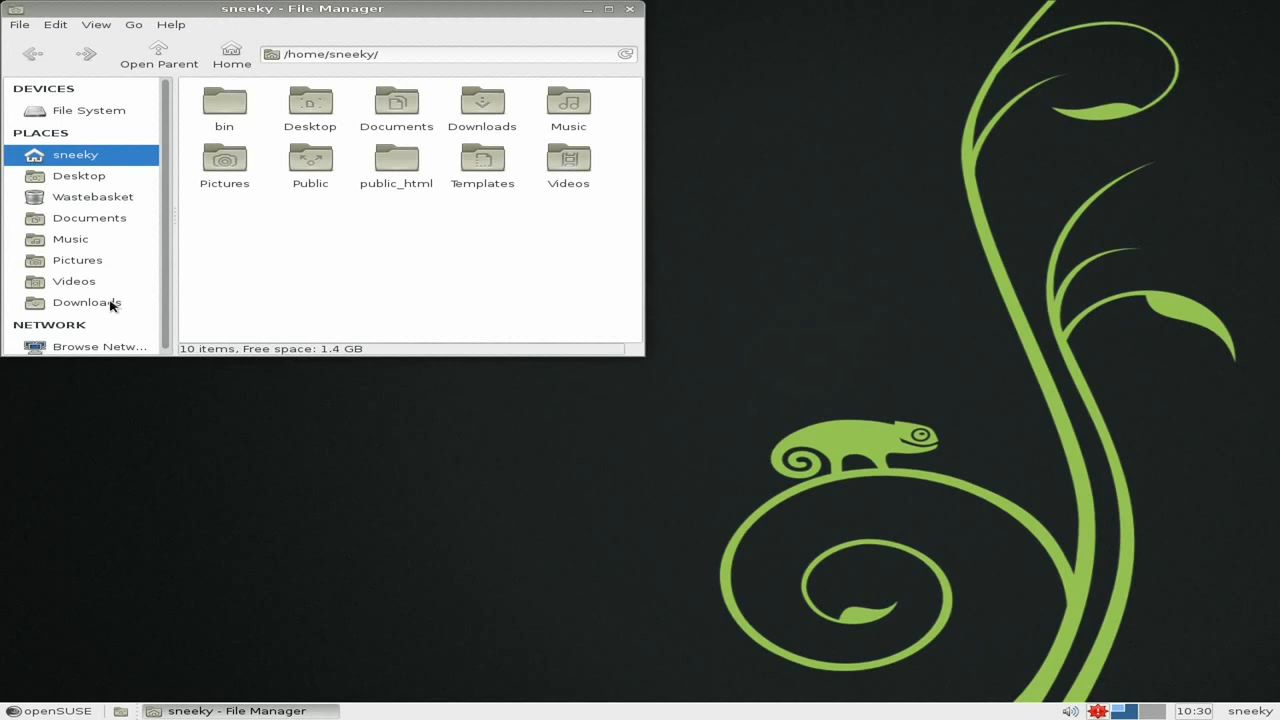 sneeky - File Manager
File Edit View Go Help
Open Parent Home /home/sneeky/
DEVICES
File System
PLACES
sneeky
Desktop
Wastebasket
Documents
Music
Pictures
Videos
Downloads
NETWORK
Browse Netw...
bin Desktop Documents Downloads Music
Pictures Public public_html Templates Videos
10 items, Free space: 1.4 GB
openSUSE sneeky - File Manager 10:30 sneeky